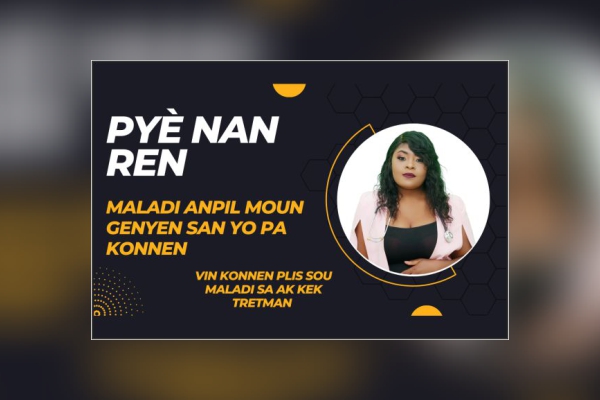 PYÈ NAN
REN
MALADI ANPIL MOUN
GENYEN SAN YO PA
KONNEN
VIN KONNEN PLIS SOU
MALADI SA AK KEK
TRETMAN